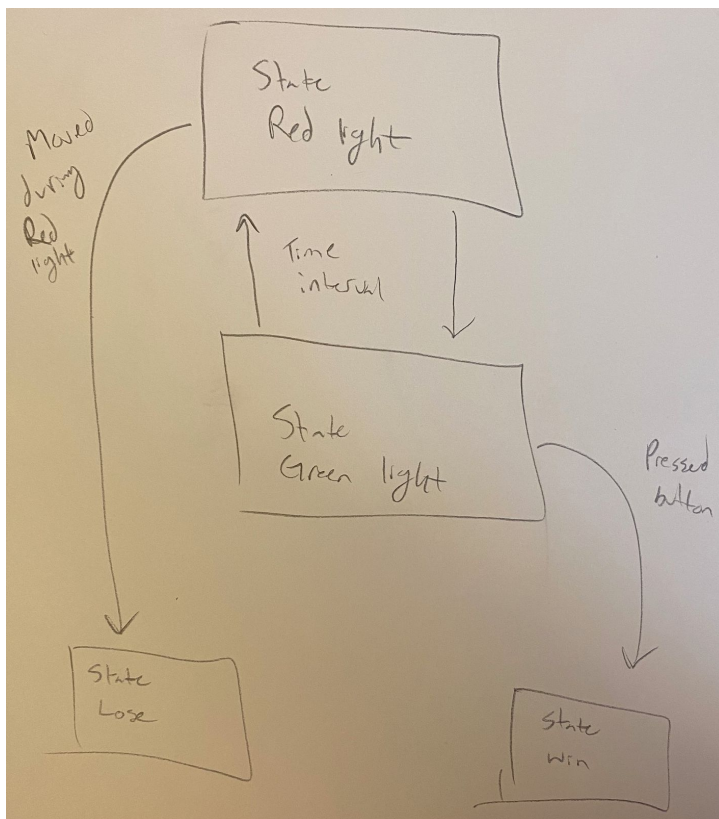 State
Red light
Moved
during
Red
light
Time
interval
State
Green light
Pressed
button
State
Lose
State
win